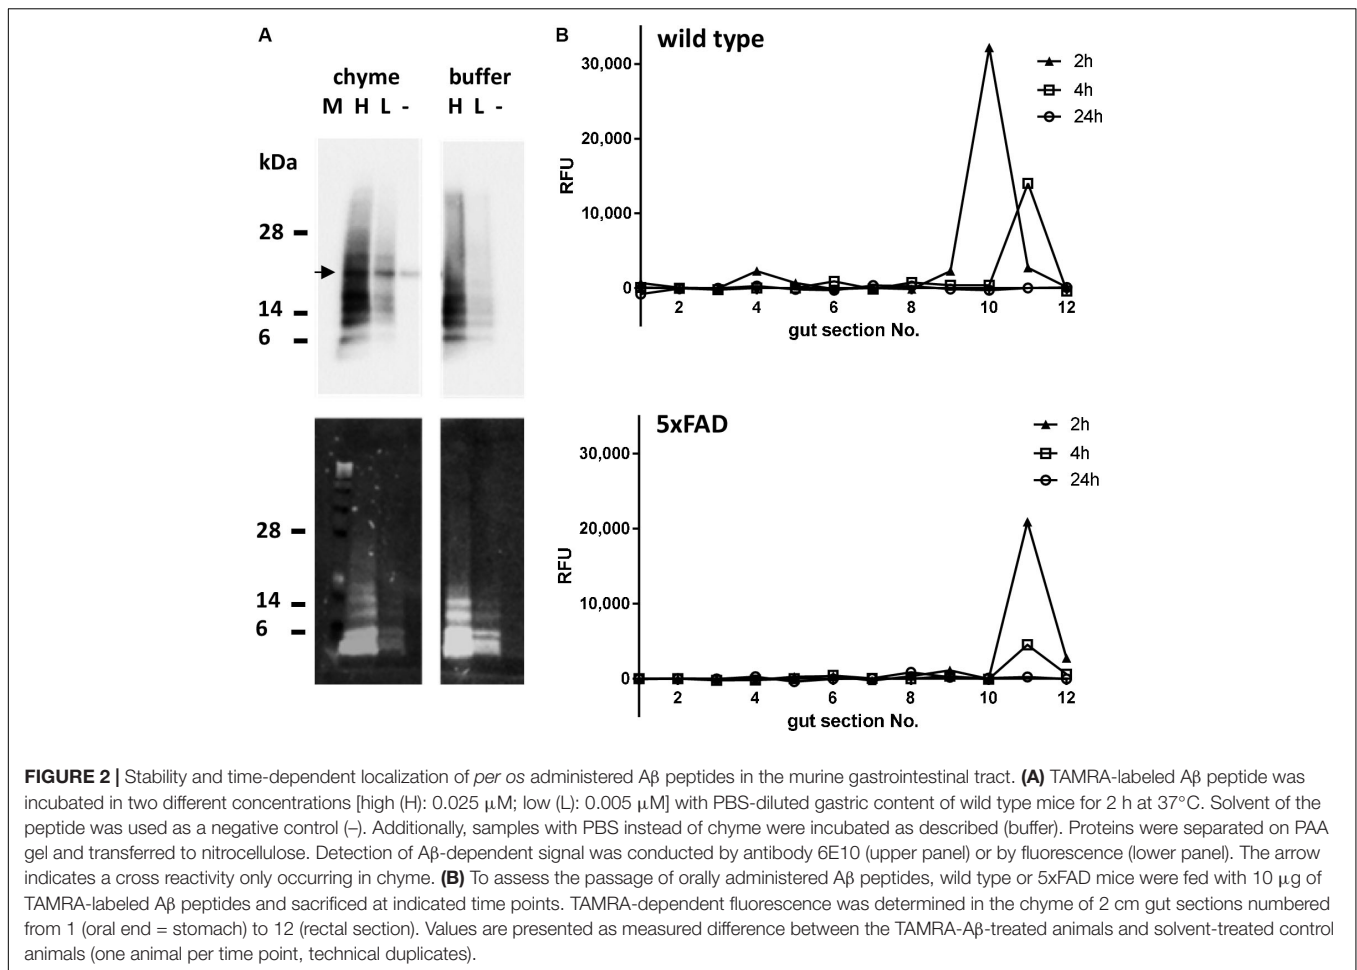 A
chyme
buffer
M H L -
H L -
kDa
28
14
6
28
14
6
B
wild type
2h
4h
24h
30,000
20,000
10,000
0
RFU
2 4 6 8 10 12
gut section No.
5xFAD
2h
4h
24h
30,000
20,000
10,000
0
RFU
2 4 6 8 10 12
gut section No.
FIGURE 2 | Stability and time-dependent localization of per os administered Aβ peptides in the murine gastrointestinal tract. (A) TAMRA-labeled Aβ peptide was
incubated in two different concentrations [high (H): 0.025 μM; low (L): 0.005 μM] with PBS-diluted gastric content of wild type mice for 2 h at 37°C. Solvent of the
peptide was used as a negative control (–). Additionally, samples with PBS instead of chyme were incubated as described (buffer). Proteins were separated on PAA
gel and transferred to nitrocellulose. Detection of Aβ-dependent signal was conducted by antibody 6E10 (upper panel) or by fluorescence (lower panel). The arrow
indicates a cross reactivity only occurring in chyme. (B) To assess the passage of orally administered Aβ peptides, wild type or 5xFAD mice were fed with 10 μg of
TAMRA-labeled Aβ peptides and sacrificed at indicated time points. TAMRA-dependent fluorescence was determined in the chyme of 2 cm gut sections numbered
from 1 (oral end = stomach) to 12 (rectal section). Values are presented as measured difference between the TAMRA-Aβ-treated animals and solvent-treated control
animals (one animal per time point, technical duplicates).